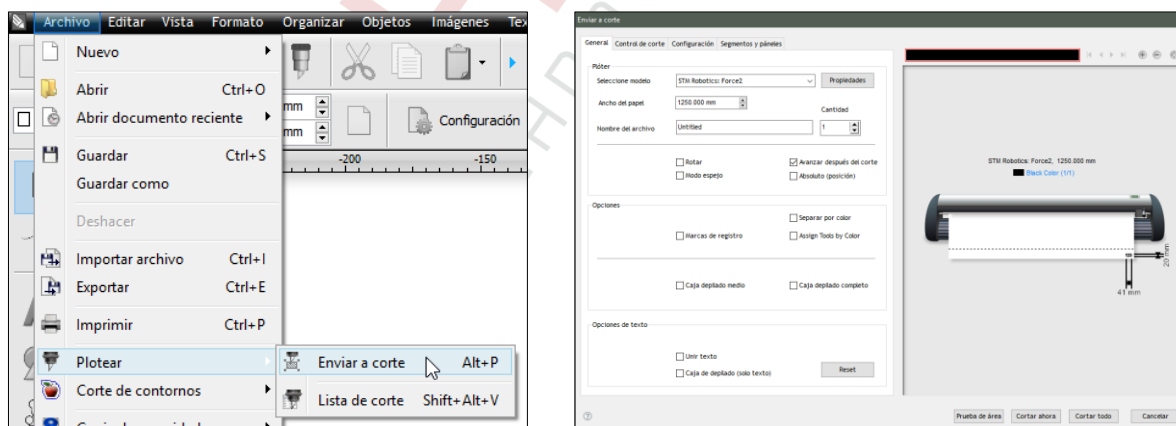 Archivo Editar Vista Formato Organizar Objetos Imágenes Tex
Nuevo
Abrir Ctrl+O
Abrir documento reciente
Guardar Ctrl+S
Guardar como
Deshacer
Importar archivo Ctrl+I
Exportar Ctrl+E
Imprimir Ctrl+P
Plotear
Corte de contornos
Enviar a corte Alt+P
Lista de corte Shift+Alt+V
mm
mm
Configuración
-200 -150
Enviar a corte
General Control de corte Configuración Segmentos y páneles
Plóter
Seleccione modelo STM Robotics: Force2 Propiedades
Ancho del papel 1250.000 mm Cantidad
Nombre del archivo Untitled 1
Rotar Avanzar después del corte
Modo espejo Absoluto (posición)
Opciones
Separar por color
Marcas de registro Assign Tools by Color
Caja depilado medio Caja depilado completo
Opciones de texto
Unir texto
Caja de depilado (solo texto) Reset
STM Robotics: Force2, 1250.000 mm
Black Color (1/1)
20 mm
41 mm
Prueba de área Cortar ahora Cortar todo Cancelar